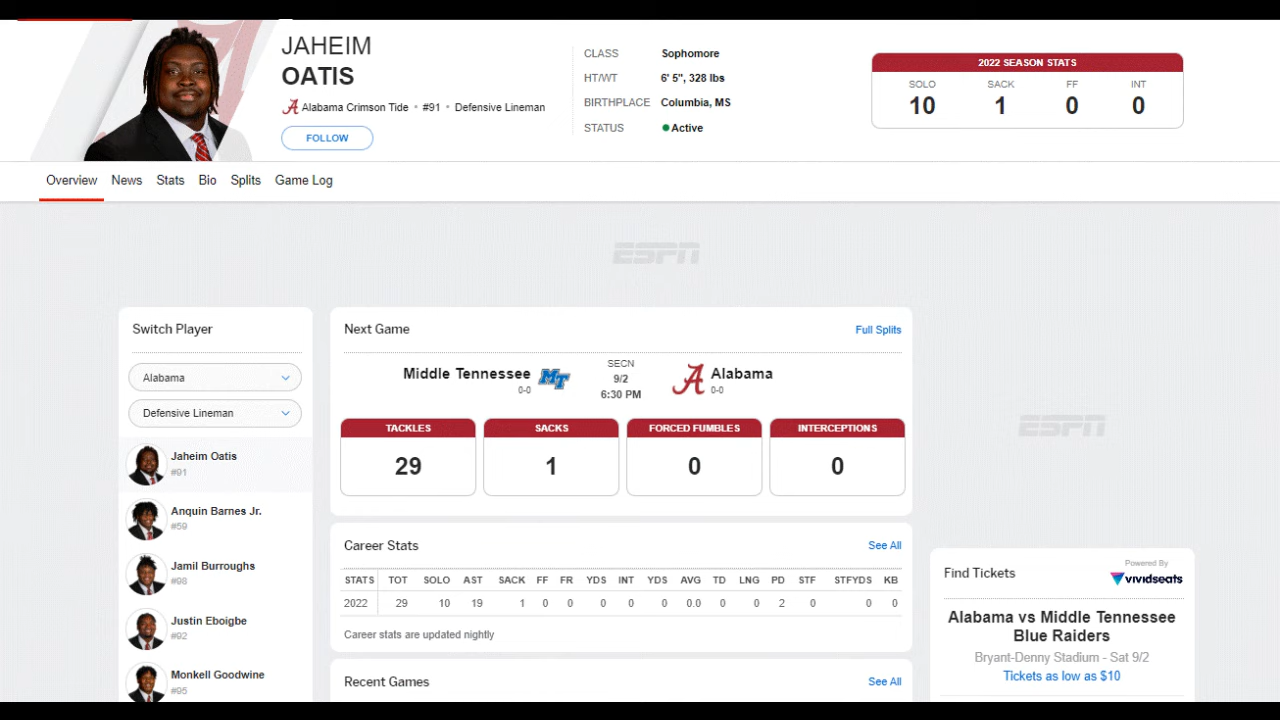 JAHEIM
OATIS
Alabama Crimson Tide • #91 • Defensive Lineman
FOLLOW
CLASS Sophomore
HT/WT 6' 5", 328 lbs
BIRTHPLACE Columbia, MS
STATUS Active
2022 SEASON STATS
SOLO SACK FF INT
10 1 0 0
Overview News Stats Bio Splits Game Log
ESPN
Switch Player
Alabama
Defensive Lineman
Jaheim Oatis
#91
Anquin Barnes Jr.
#59
Jamil Burroughs
#98
Justin Eboigbe
#92
Monkell Goodwine
#95
Next Game Full Splits
Middle Tennessee MT SECN A Alabama
0-0 9/2 0-0
6:30 PM
TACKLES SACKS FORCED FUMBLES INTERCEPTIONS
29 1 0 0
Career Stats See All
STATS TOT SOLO AST SACK FF FR YDS INT YDS AVG TD LNG PD STF STFYDS KB
2022 29 10 19 1 0 0 0 0 0 0.0 0 0 2 0 0 0
Career stats are updated nightly
Recent Games See All
ESPN
Find Tickets Powered By
vividseats
Alabama vs Middle Tennessee
Blue Raiders
Bryant-Denny Stadium - Sat 9/2
Tickets as low as $10